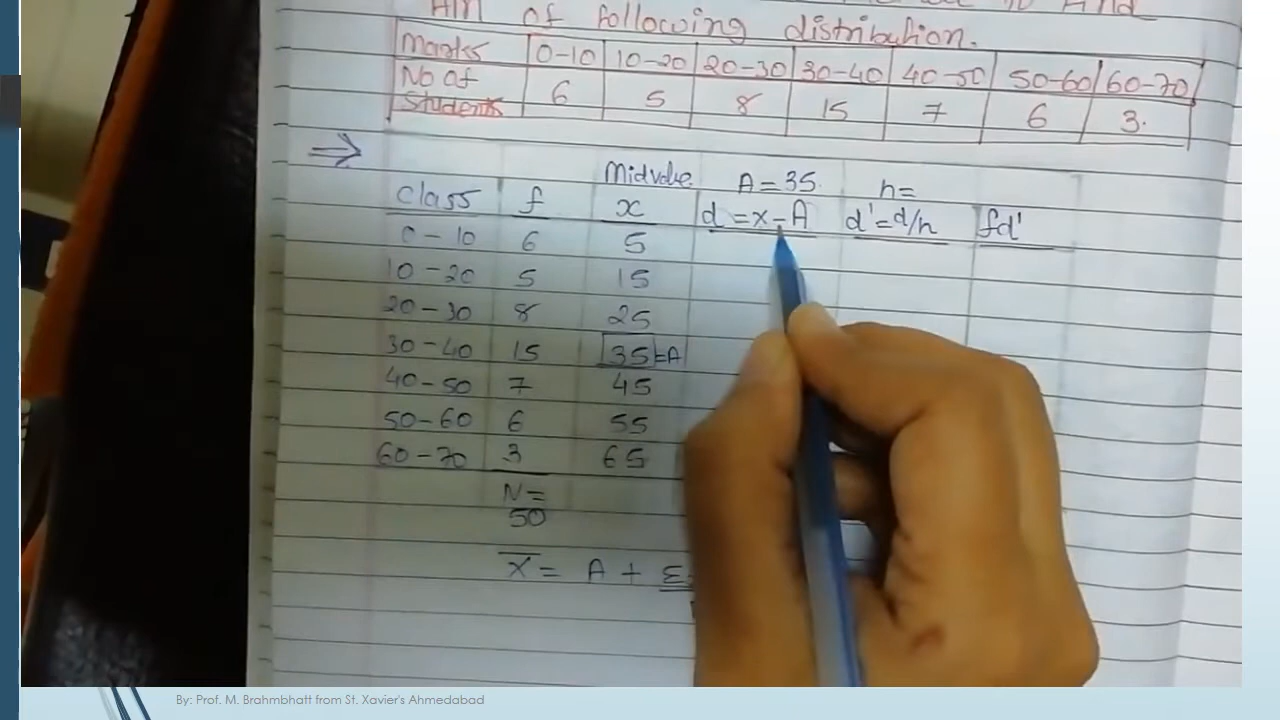 Find
AM of following distribution.
Marks 0-10 10-20 20-30 30-40 40-50 50-60 60-70
No of Students 6 5 8 15 7 6 3.
⇒
Midvalue A = 35. h =
Class f x d = x - A d' = d/h fd'
0 - 10 6 5
10 - 20 5 15
20 - 30 8 25
30 - 40 15 35 = A
40 - 50 7 45
50 - 60 6 55
60 - 70 3 65
N =
50
x̄ = A + Σ
By: Prof. M. Brahmbhatt from St. Xavier's Ahmedabad